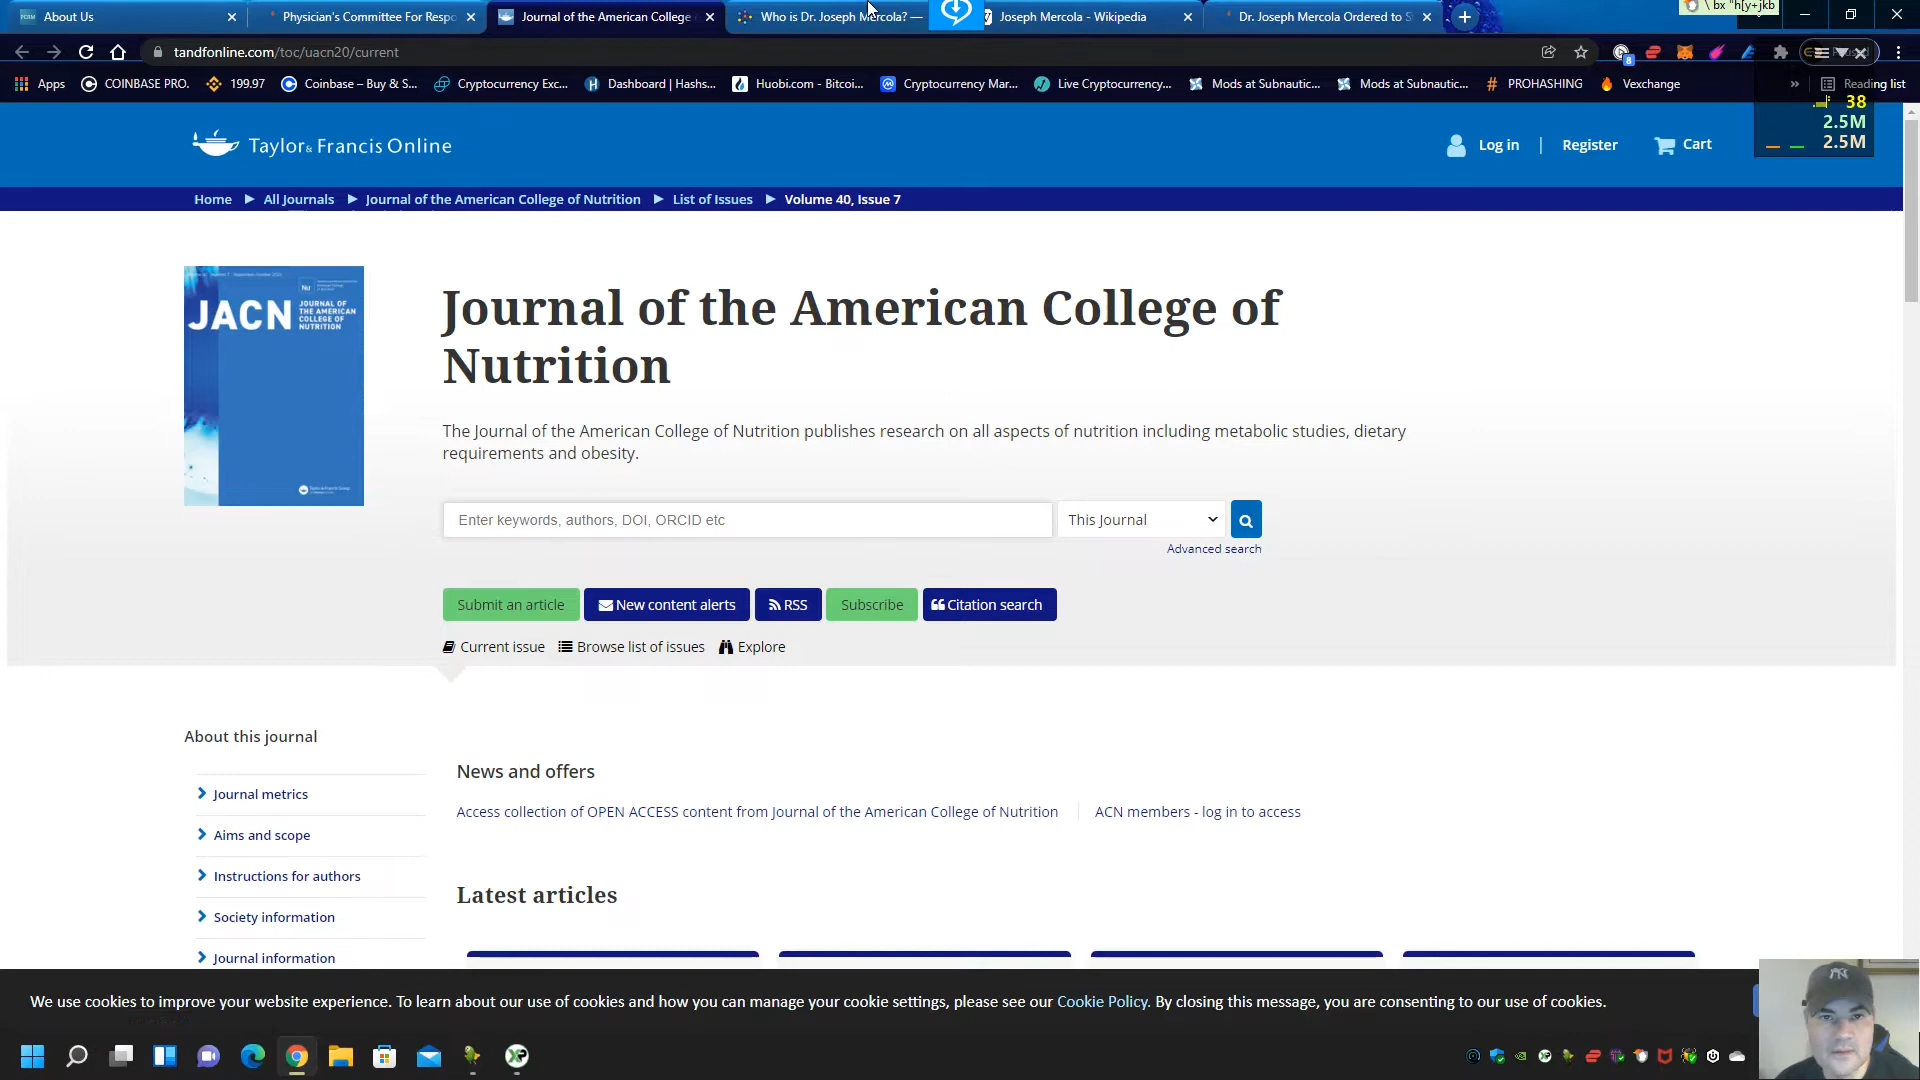 About Us
Physician's Committee For Respo
Journal of the American College
Who is Dr. Joseph Mercola? —
Joseph Mercola - Wikipedia
Dr. Joseph Mercola Ordered to S
\ bx "h[y+jkb
tandfonline.com/toc/uacn20/current
8
Apps
COINBASE PRO.
199.97
Coinbase – Buy & S...
Cryptocurrency Exc...
Dashboard | Hashs...
Huobi.com - Bitcoi...
Cryptocurrency Mar...
Live Cryptocurrency...
Mods at Subnautic...
Mods at Subnautic...
PROHASHING
Vexchange
»
Reading list
38
2.5M
2.5M
Taylor & Francis Online
Log in | Register
Cart
Home
All Journals
Journal of the American College of Nutrition
List of Issues
Volume 40, Issue 7
JACN JOURNAL OF THE AMERICAN COLLEGE OF NUTRITION
Journal of the American College of
Nutrition
The Journal of the American College of Nutrition publishes research on all aspects of nutrition including metabolic studies, dietary
requirements and obesity.
Enter keywords, authors, DOI, ORCID etc
This Journal
Advanced search
Submit an article
New content alerts
RSS
Subscribe
Citation search
Current issue
Browse list of issues
Explore
About this journal
Journal metrics
Aims and scope
Instructions for authors
Society information
Journal information
News and offers
Access collection of OPEN ACCESS content from Journal of the American College of Nutrition
ACN members - log in to access
Latest articles
We use cookies to improve your website experience. To learn about our use of cookies and how you can manage your cookie settings, please see our Cookie Policy. By closing this message, you are consenting to our use of cookies.